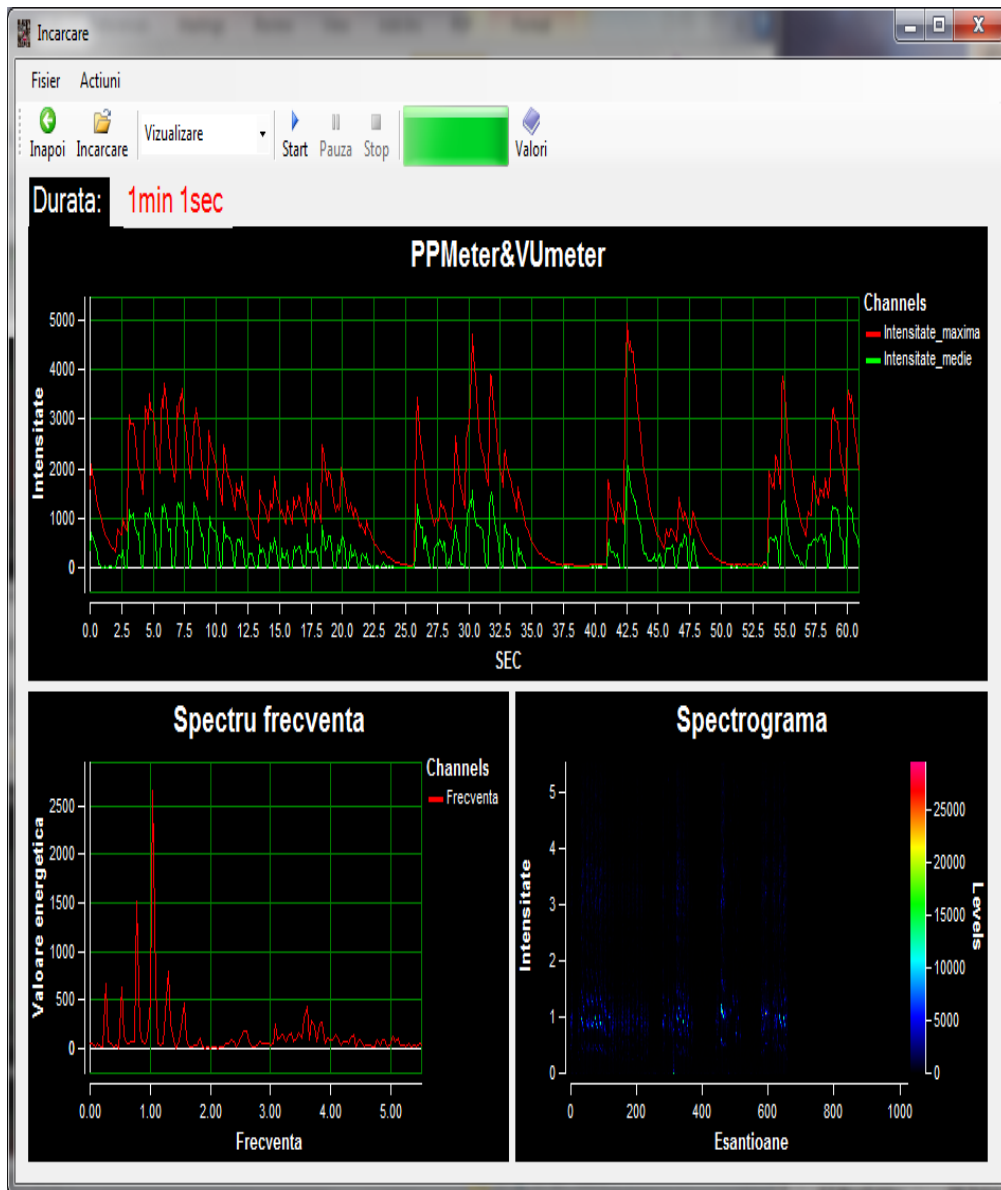 Incarcare
Fisier Actiuni
Inapoi Incarcare Vizualizare Start Pauza Stop Valori
Durata: 1min 1sec
PPMeter&VUmeter
Channels
Intensitate_maxima
Intensitate_medie
Intensitate
5000
4000
3000
2000
1000
0
0.0 2.5 5.0 7.5 10.0 12.5 15.0 17.5 20.0 22.5 25.0 27.5 30.0 32.5 35.0 37.5 40.0 42.5 45.0 47.5 50.0 52.5 55.0 57.5 60.0
SEC
Spectru frecventa
Channels
Frecventa
Valoare energetica
2500
2000
1500
1000
500
0
0.00 1.00 2.00 3.00 4.00 5.00
Frecventa
Spectrograma
Intensitate
5
4
3
2
1
0
0 200 400 600 800 1000
Esantioane
25000
20000
15000
10000
5000
0
Levels